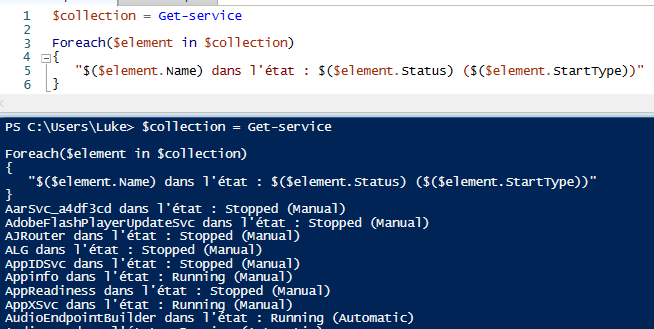 1 $collection = Get-service
2
3 Foreach($element in $collection)
4 {
5 "$($element.Name) dans l'état : $($element.Status) ($($element.StartType))"
6 }
PS C:\Users\Luke> $collection = Get-service
Foreach($element in $collection)
{
"$($element.Name) dans l'état : $($element.Status) ($($element.StartType))"
}
AarSvc_a4df3cd dans l'état : Stopped (Manual)
AdobeFlashPlayerUpdateSvc dans l'état : Stopped (Manual)
AJRouter dans l'état : Stopped (Manual)
ALG dans l'état : Stopped (Manual)
AppIDSvc dans l'état : Stopped (Manual)
Appinfo dans l'état : Running (Manual)
AppReadiness dans l'état : Stopped (Manual)
AppXSvc dans l'état : Running (Manual)
AudioEndpointBuilder dans l'état : Running (Automatic)